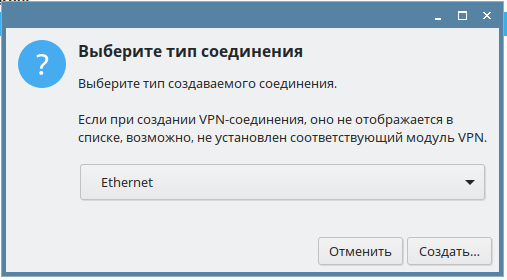 Выберите тип соединения
Выберите тип создаваемого соединения.
Если при создании VPN-соединения, оно не отображается в
списке, возможно, не установлен соответствующий модуль VPN.
Ethernet
Отменить Создать...